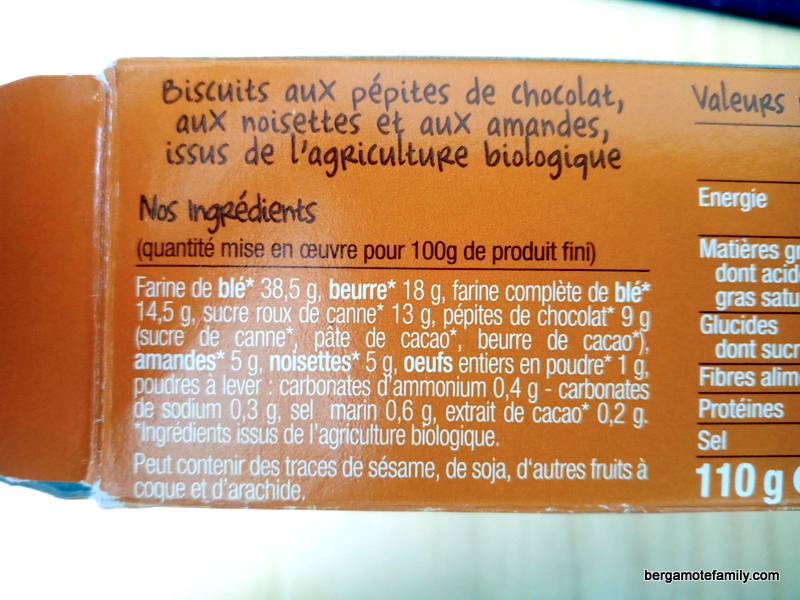 Biscuits aux pépites de chocolat,
aux noisettes et aux amandes,
issus de l'agriculture biologique
Nos Ingrédients
(quantité mise en œuvre pour 100g de produit fini)
Farine de blé* 38,5 g, beurre* 18 g, farine complète de blé*
14,5 g, sucre roux de canne* 13 g, pépites de chocolat* 9 g
(sucre de canne*, pâte de cacao*, beurre de cacao*),
amandes* 5 g, noisettes* 5 g, oeufs entiers en poudre* 1 g,
poudres à lever : carbonates d'ammonium 0,4 g - carbonates
de sodium 0,3 g, sel marin 0,6 g, extrait de cacao* 0,2 g.
*Ingrédients issus de l'agriculture biologique.
Peut contenir des traces de sésame, de soja, d'autres fruits à
coque et d'arachide.
Valeurs
Energie
Matières gr
dont acid
gras satu
Glucides
dont sucr
Fibres alim
Protéines
Sel
110 g
bergamotefamily.com